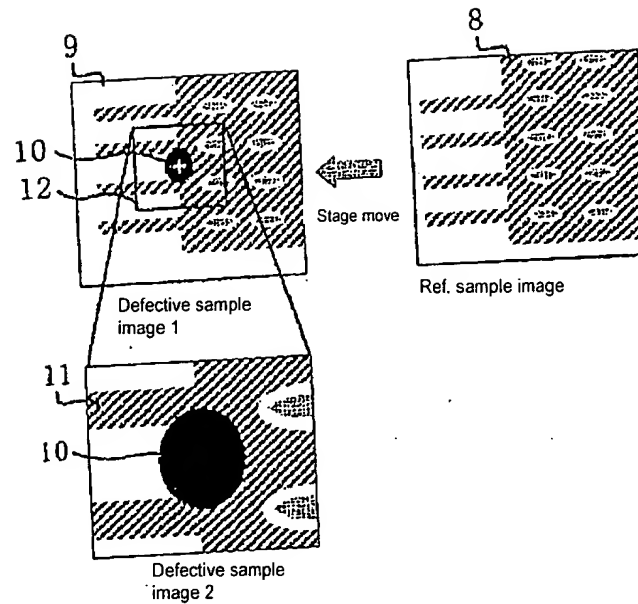 9
8
10
12
Stage move
Defective sample
image 1
Ref. sample image
11
10
Defective sample
image 2